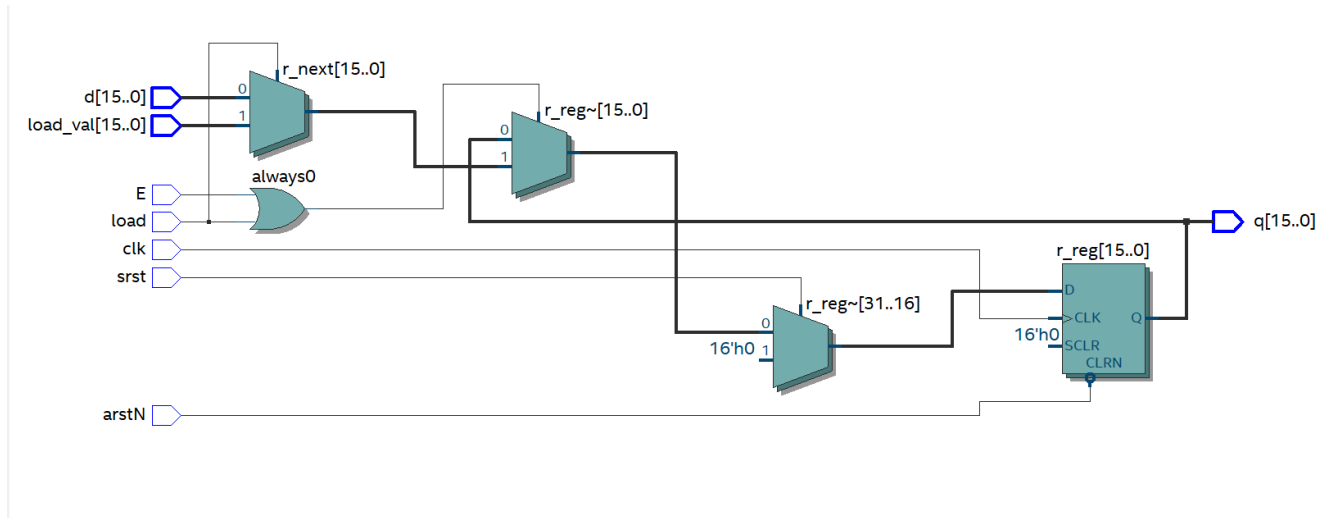 r_next[15..0]
d[15..0]
0
load_val[15..0]
1
r_reg~[15..0]
0
1
always0
E
load
q[15..0]
clk
srst
r_reg[15..0]
D
CLK
Q
16'h0
SCLR
CLRN
r_reg~[31..16]
0
16'h0
1
arstN